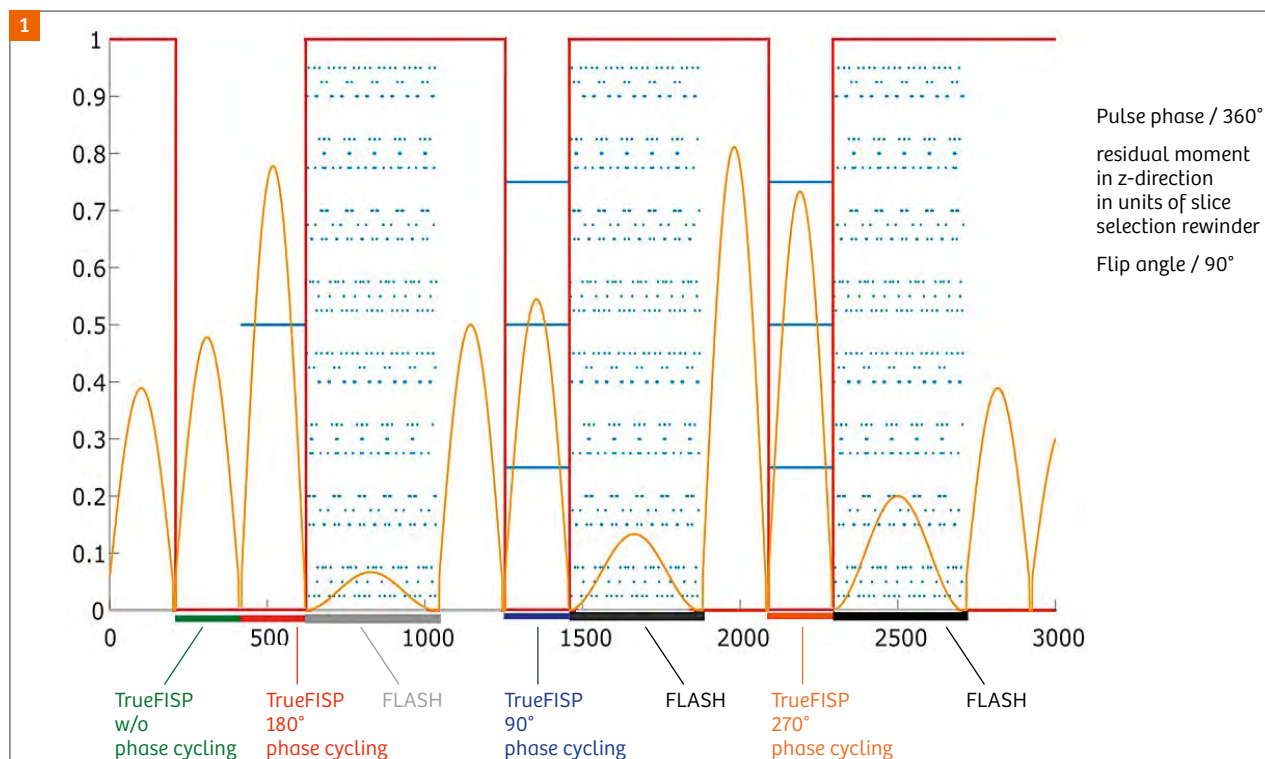 1
1
0.9
0.8
0.7
0.6
0.5
0.4
0.3
0.2
0.1
0
0 500 1000 1500 2000 2500 3000
Pulse phase / 360°
residual moment
in z-direction
in units of slice
selection rewinder
Flip angle / 90°
TrueFISP
w/o
phase cycling
TrueFISP
180°
phase cycling
FLASH
TrueFISP
90°
phase cycling
FLASH
TrueFISP
270°
phase cycling
FLASH